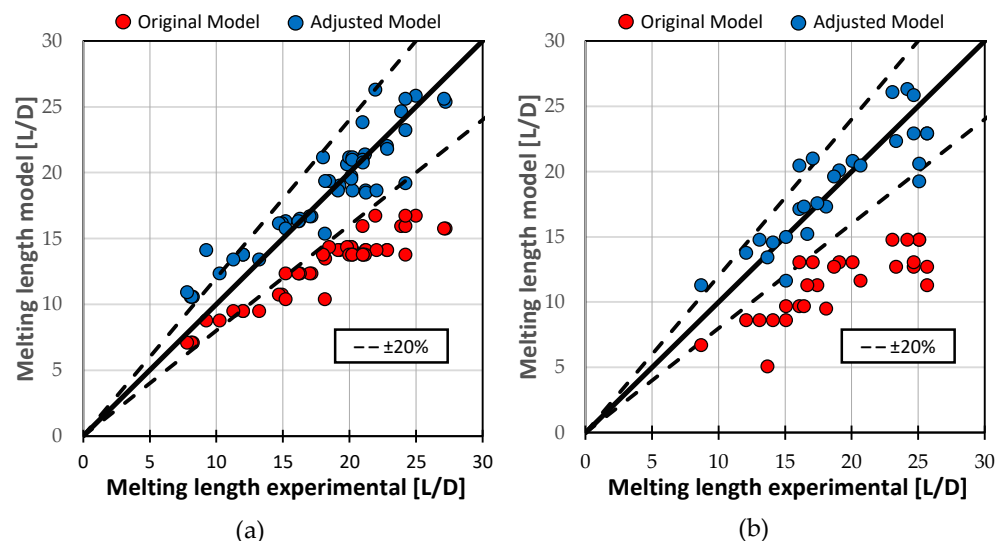 Original Model Adjusted Model
30
25
20
15
10
5
0
Melting length model [L/D]
0 5 10 15 20 25 30
Melting length experimental [L/D]
±20%
(a)
Original Model Adjusted Model
30
25
20
15
10
5
0
Melting length model [L/D]
0 5 10 15 20 25 30
Melting length experimental [L/D]
±20%
(b)